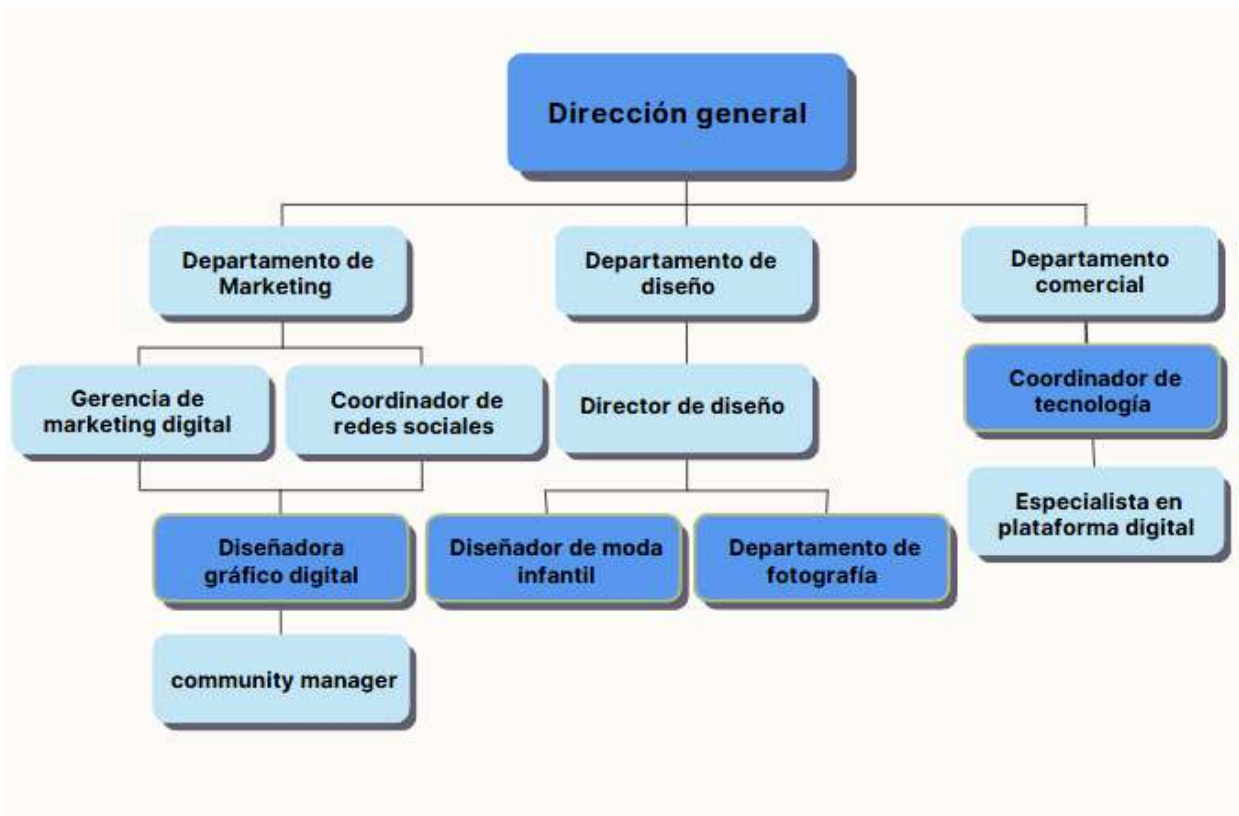 Dirección general
Departamento de
Marketing
Departamento de
diseño
Departamento
comercial
Gerencia de
marketing digital
Coordinador de
redes sociales
Director de diseño
Coordinador de
tecnología
Diseñadora
gráfico digital
Diseñador de moda
infantil
Departamento de
fotografía
Especialista en
plataforma digital
community manager